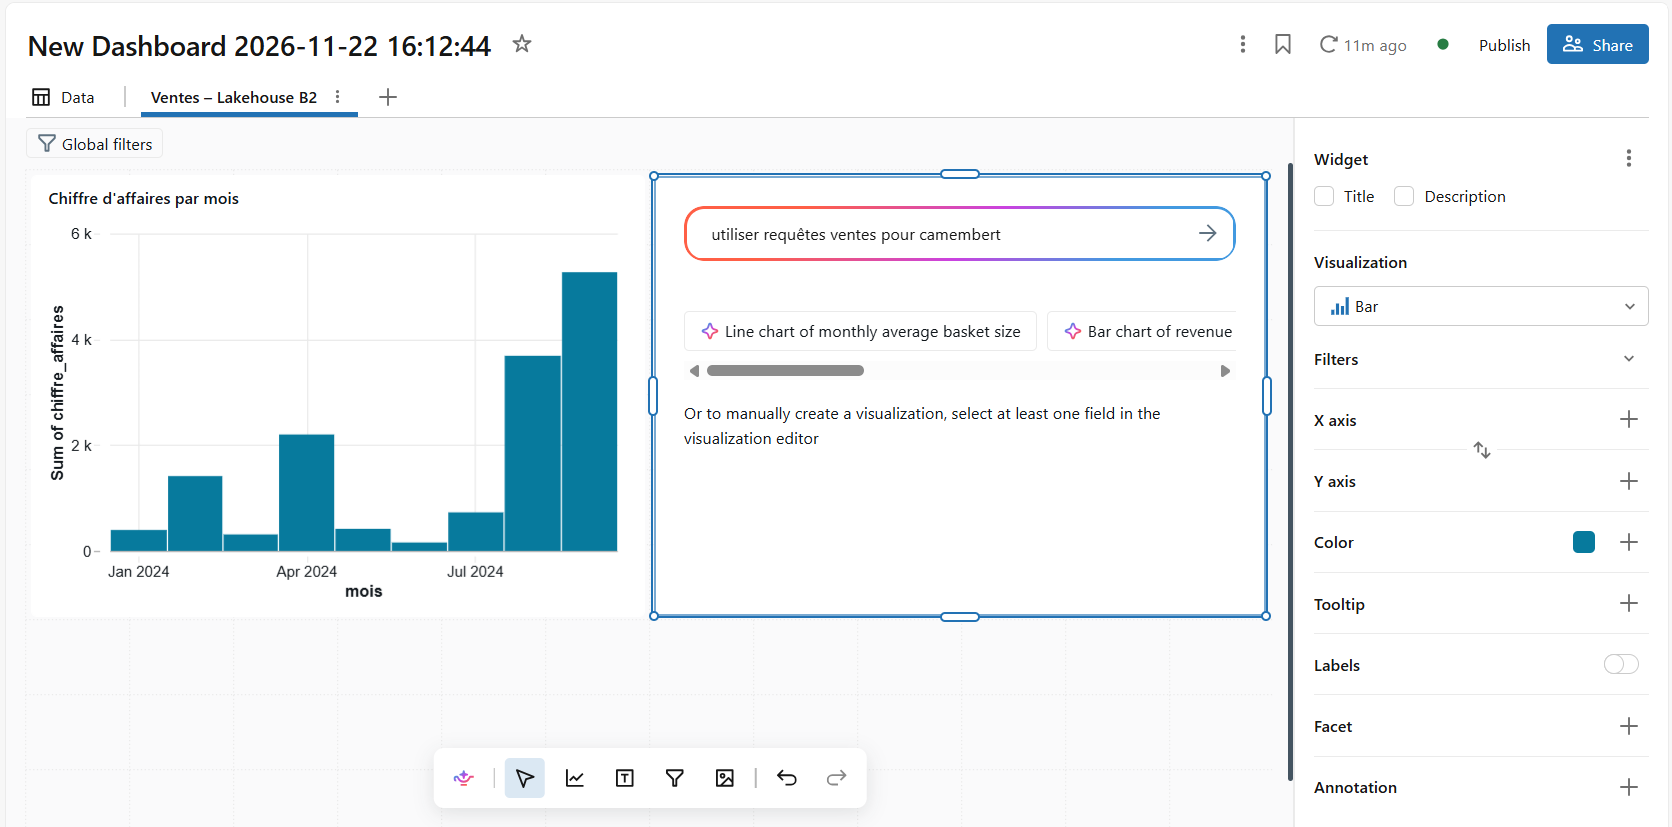 New Dashboard 2026-11-22 16:12:44
11m ago
Publish
Share
Data
Ventes – Lakehouse B2
Global filters
Chiffre d'affaires par mois
6 k
4 k
2 k
0
Sum of chiffre_affaires
Jan 2024
Apr 2024
Jul 2024
mois
utiliser requêtes ventes pour camembert
Line chart of monthly average basket size
Bar chart of revenue
Or to manually create a visualization, select at least one field in the
visualization editor
Widget
Title
Description
Visualization
Bar
Filters
X axis
Y axis
Color
Tooltip
Labels
Facet
Annotation